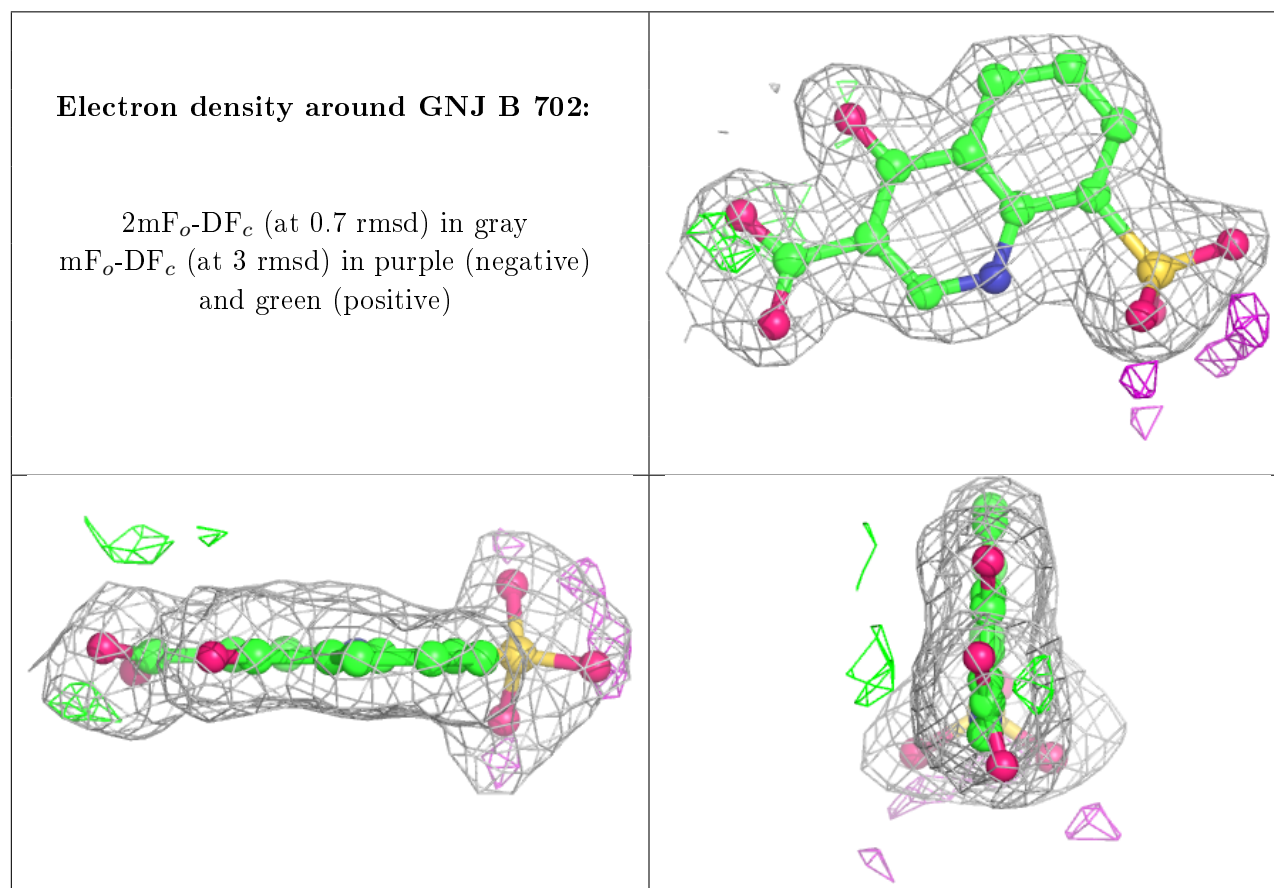 Electron density around GNJ B 702:
2mFo-DFc (at 0.7 rmsd) in gray
mFo-DFc (at 3 rmsd) in purple (negative)
and green (positive)